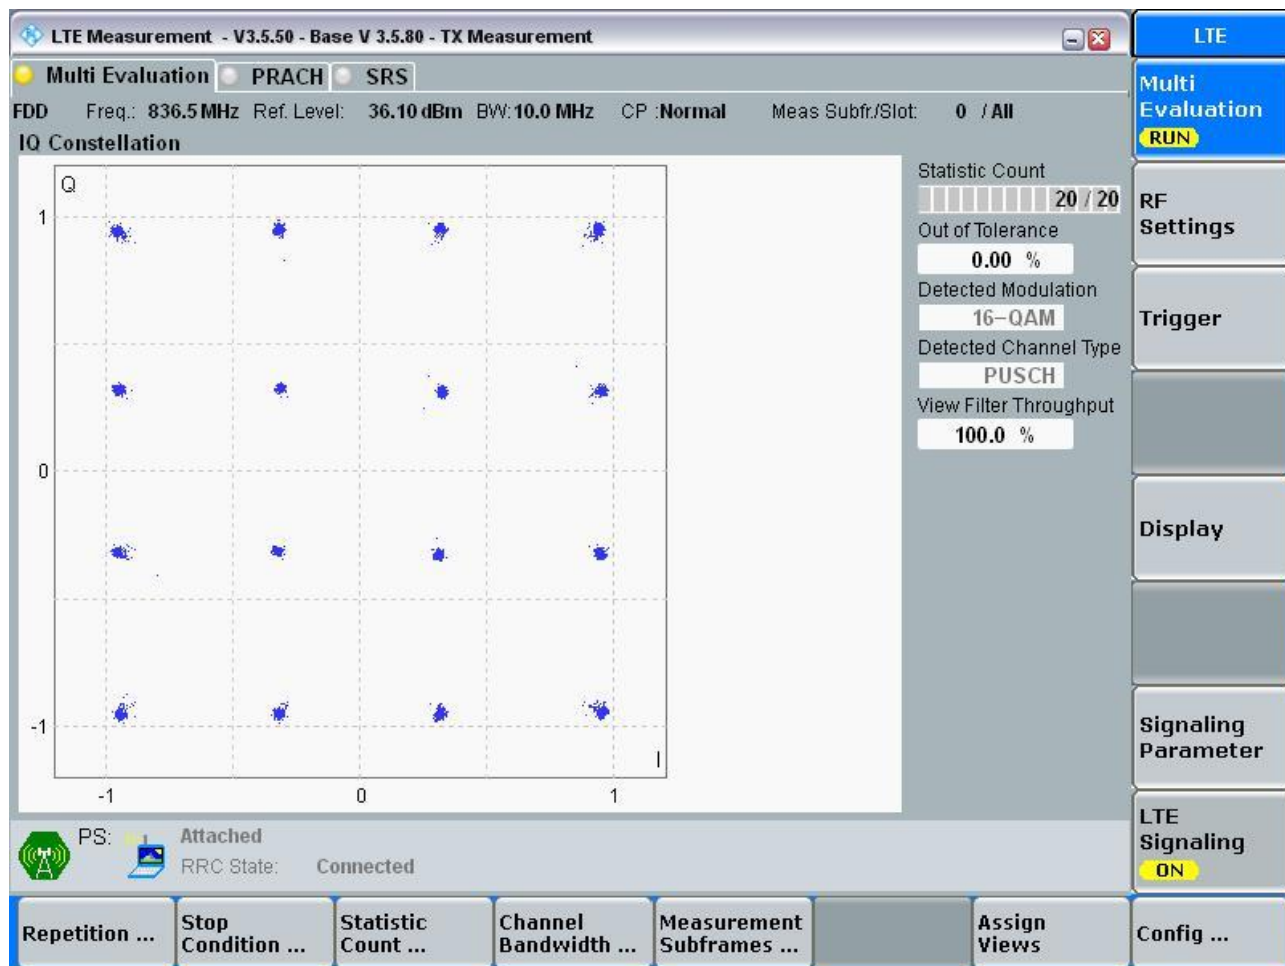 LTE Measurement - V3.5.50 - Base V 3.5.80 - TX Measurement
LTE
Multi Evaluation PRACH SRS
FDD Freq.: 836.5 MHz Ref. Level: 36.10 dBm BW: 10.0 MHz CP :Normal Meas Subfr./Slot: 0 / All
IQ Constellation
Q
1
0
-1
I
-1 0 1
Statistic Count
20 / 20
Out of Tolerance
0.00 %
Detected Modulation
16-QAM
Detected Channel Type
PUSCH
View Filter Throughput
100.0 %
Multi
Evaluation
RUN
RF
Settings
Trigger
Display
Signaling
Parameter
LTE
Signaling
ON
PS: Attached
RRC State: Connected
Repetition ...
Stop
Condition ...
Statistic
Count ...
Channel
Bandwidth ...
Measurement
Subframes ...
Assign
Views
Config ...